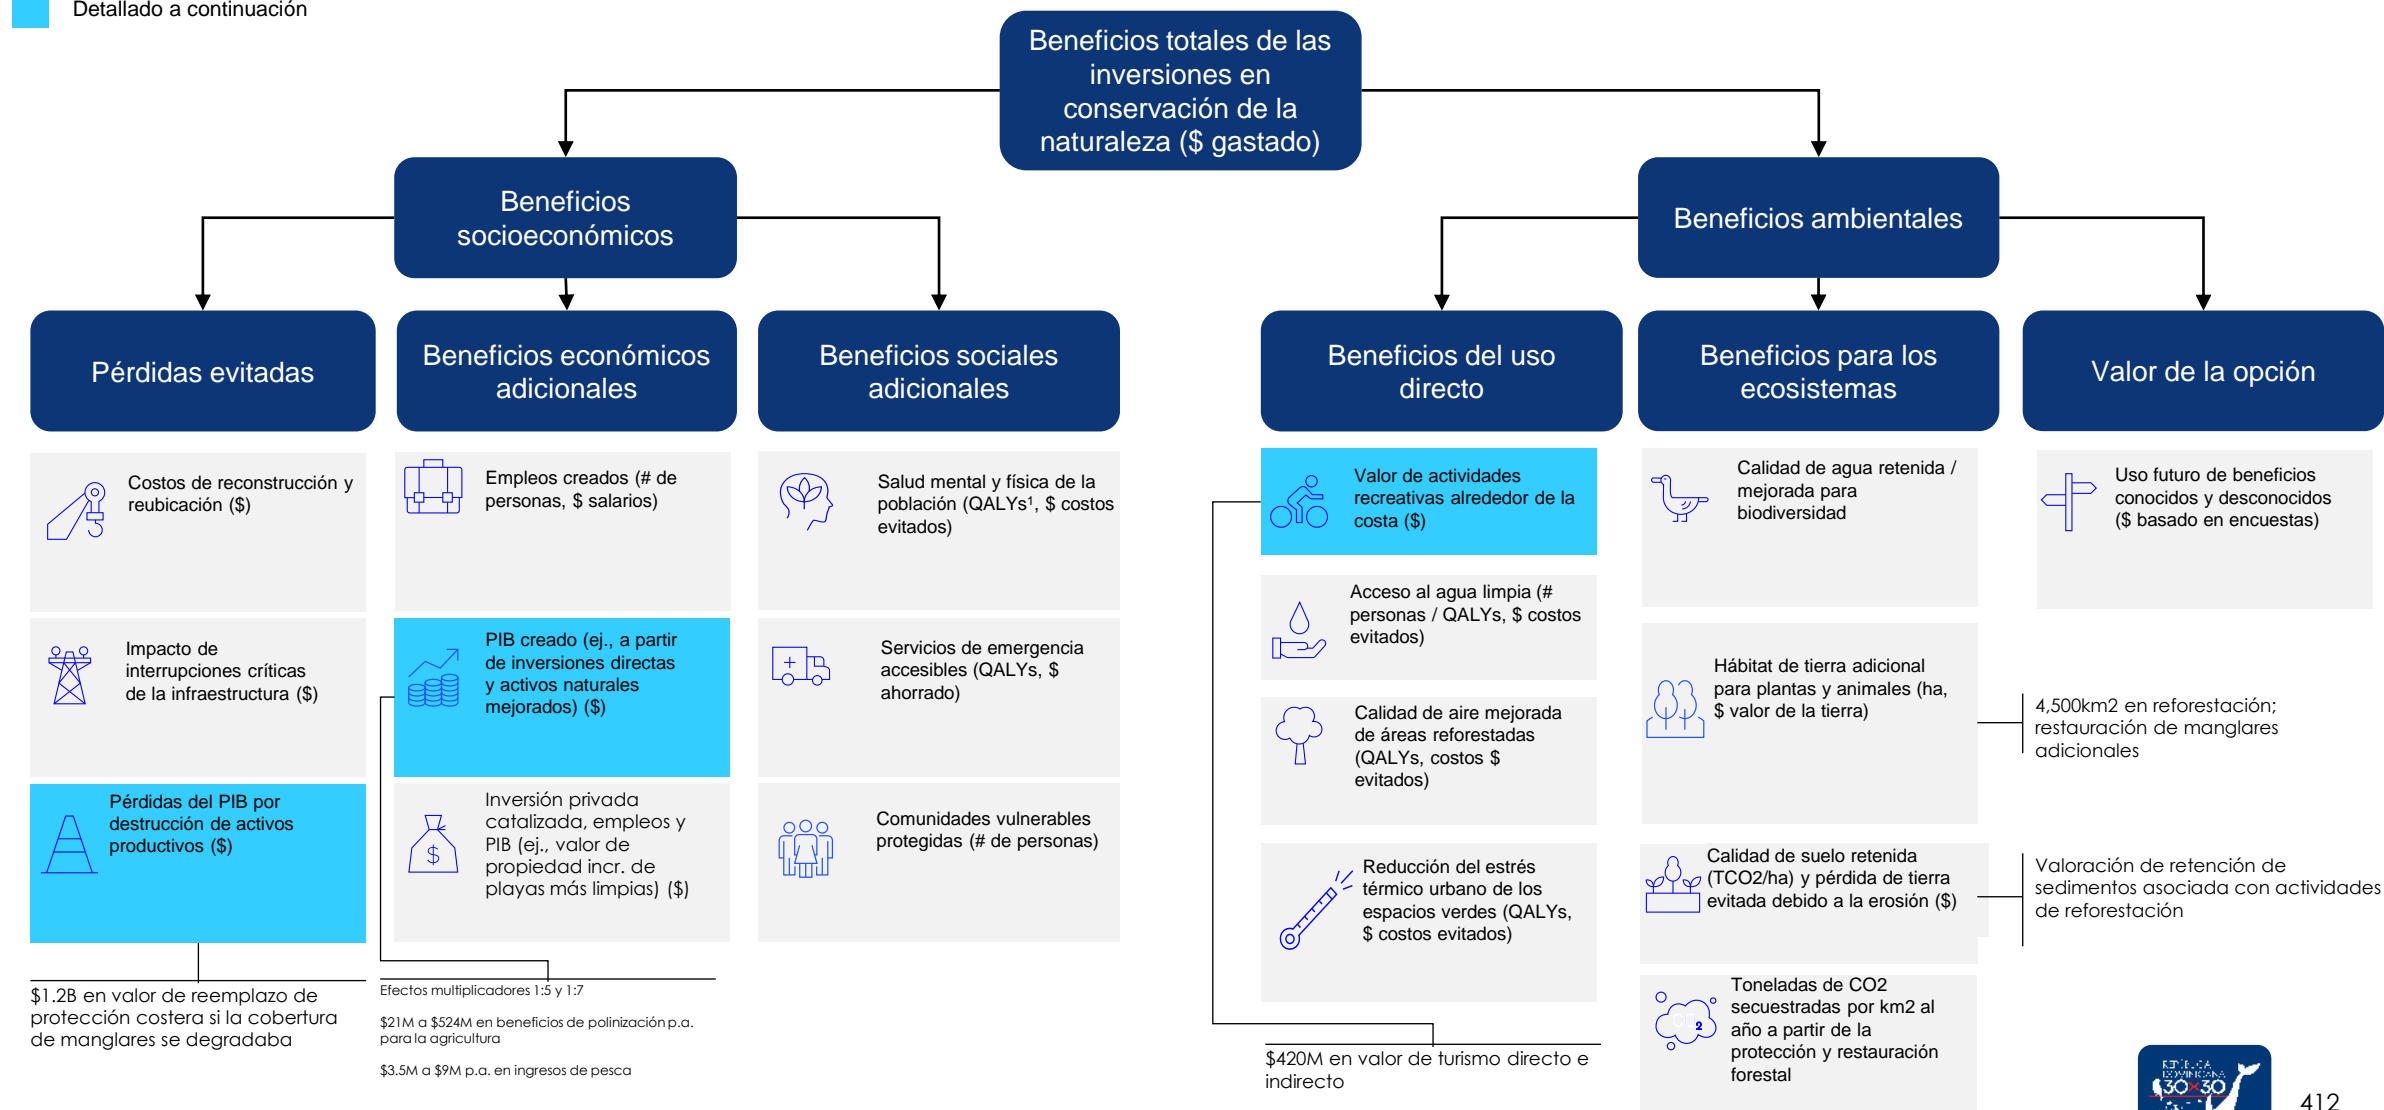 Detallado a continuación
Beneficios totales de las
inversiones en
conservación de la
naturaleza ($ gastado)
Beneficios
socioeconómicos
Beneficios ambientales
Pérdidas evitadas
Beneficios económicos
adicionales
Beneficios sociales
adicionales
Beneficios del uso
directo
Beneficios para los
ecosistemas
Valor de la opción
Costos de reconstrucción y
reubicación ($)
Impacto de
interrupciones críticas
de la infraestructura ($)
Pérdidas del PIB por
destrucción de activos
productivos ($)
$1.2B en valor de reemplazo de
protección costera si la cobertura
de manglares se degradaba
Empleos creados (# de
personas, $ salarios)
PIB creado (ej., a partir
de inversiones directas
y activos naturales
mejorados) ($)
Inversión privada
catalizada, empleos y
PIB (ej., valor de
propiedad incr. de
playas más limpias) ($)
$
Efectos multiplicadores 1:5 y 1:7
$21M a $524M en beneficios de polinización p.a.
para la agricultura
$3.5M a $9M p.a. en ingresos de pesca
Salud mental y física de la
población (QALYs¹, $ costos
evitados)
Servicios de emergencia
accesibles (QALYs, $
ahorrado)
Comunidades vulnerables
protegidas (# de personas)
Valor de actividades
recreativas alrededor de la
costa ($)
Acceso al agua limpia (#
personas / QALYs, $ costos
evitados)
Calidad de aire mejorada
de áreas reforestadas
(QALYs, costos $
evitados)
Reducción del estrés
térmico urbano de los
espacios verdes (QALYs,
$ costos evitados)
$420M en valor de turismo directo e
indirecto
Calidad de agua retenida /
mejorada para
biodiversidad
Hábitat de tierra adicional
para plantas y animales (ha,
$ valor de la tierra)
4,500km2 en reforestación;
restauración de manglares
adicionales
Calidad de suelo retenida
(TCO2/ha) y pérdida de tierra
evitada debido a la erosión ($)
Valoración de retención de
sedimentos asociada con actividades
de reforestación
Toneladas de CO2
secuestradas por km2 al
año a partir de la
protección y restauración
forestal
2
Uso futuro de beneficios
conocidos y desconocidos
($ basado en encuestas)
REPÚBLICA
DOMINICANA
30×30
412